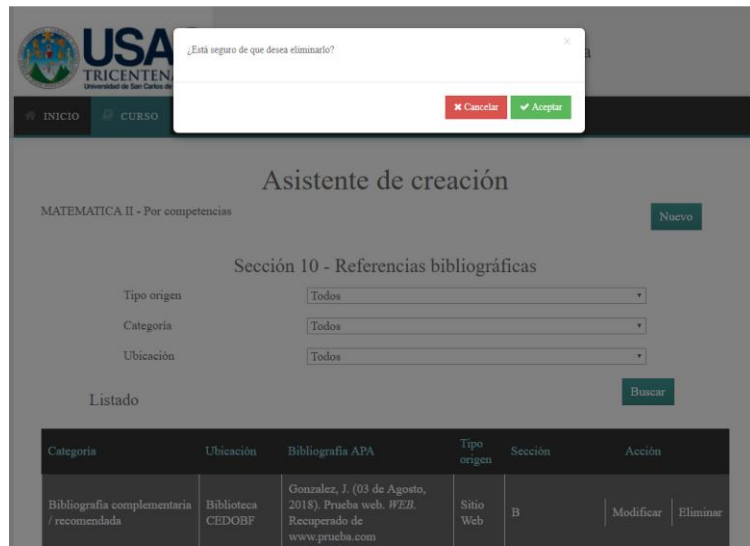 USA
TRICENTEN
Universidad de San Carlos de
¿Está seguro de que desea eliminarlo?
×
Cancelar
Aceptar
a
INICIO
CURSO
Asistente de creación
MATEMATICA II - Por competencias
Nuevo
Sección 10 - Referencias bibliográficas
Tipo origen
Todos
Categoría
Todos
Ubicación
Todos
Buscar
Listado
Categoría
Ubicación
Bibliografía APA
Tipo
origen
Sección
Acción
Bibliografía complementaria
/ recomendada
Biblioteca
CEDOBF
Gonzalez, J. (03 de Agosto,
2018). Prueba web. WEB.
Recuperado de
www.prueba.com
Sitio
Web
B
Modificar
Eliminar